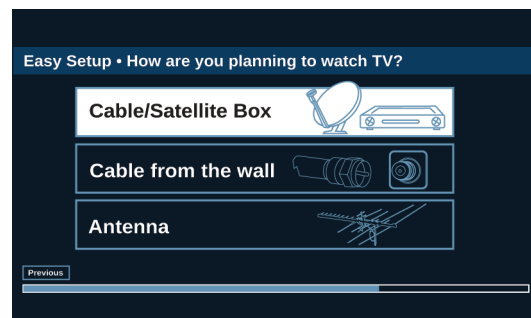 Easy Setup • How are you planning to watch TV?
Cable/Satellite Box
Cable from the wall
Antenna
Previous